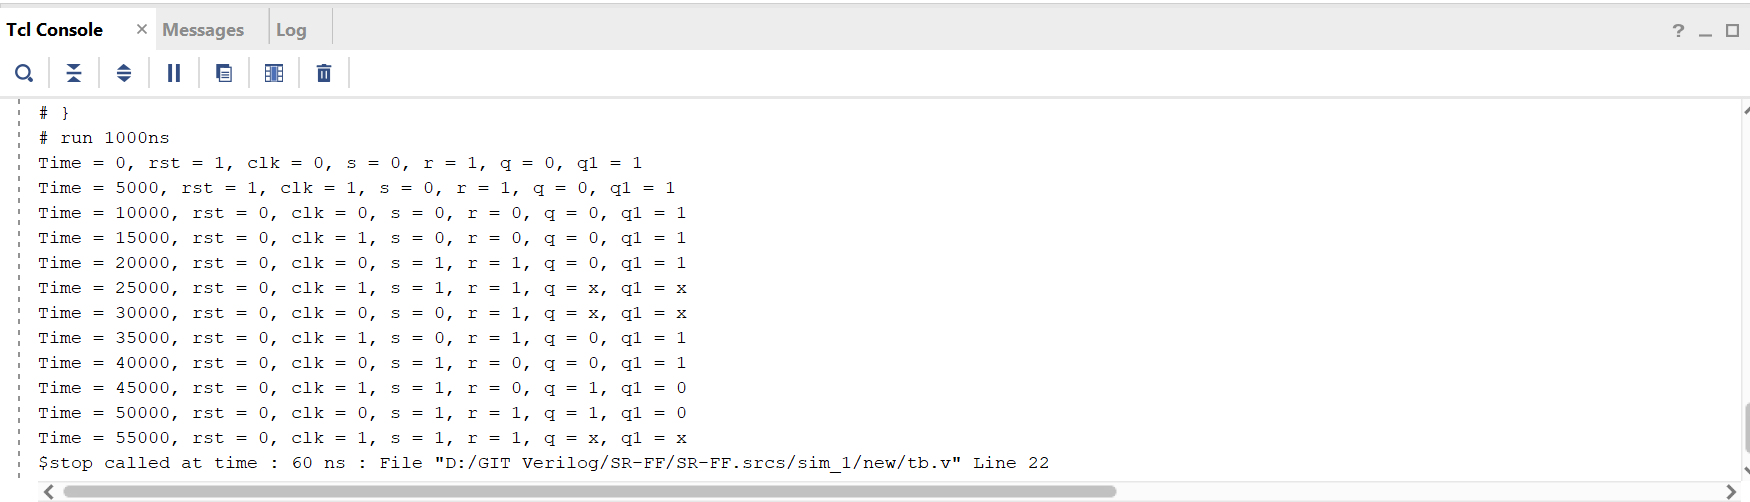 Tcl Console × Messages Log ? _ □
# }
# run 1000ns
Time = 0, rst = 1, clk = 0, s = 0, r = 1, q = 0, q1 = 1
Time = 5000, rst = 1, clk = 1, s = 0, r = 1, q = 0, q1 = 1
Time = 10000, rst = 0, clk = 0, s = 0, r = 0, q = 0, q1 = 1
Time = 15000, rst = 0, clk = 1, s = 0, r = 0, q = 0, q1 = 1
Time = 20000, rst = 0, clk = 0, s = 1, r = 1, q = 0, q1 = 1
Time = 25000, rst = 0, clk = 1, s = 1, r = 1, q = x, q1 = x
Time = 30000, rst = 0, clk = 0, s = 0, r = 1, q = x, q1 = x
Time = 35000, rst = 0, clk = 1, s = 0, r = 1, q = 0, q1 = 1
Time = 40000, rst = 0, clk = 0, s = 1, r = 0, q = 0, q1 = 1
Time = 45000, rst = 0, clk = 1, s = 1, r = 0, q = 1, q1 = 0
Time = 50000, rst = 0, clk = 0, s = 1, r = 1, q = 1, q1 = 0
Time = 55000, rst = 0, clk = 1, s = 1, r = 1, q = x, q1 = x
$stop called at time : 60 ns : File "D:/GIT Verilog/SR-FF/SR-FF.srcs/sim_1/new/tb.v" Line 22